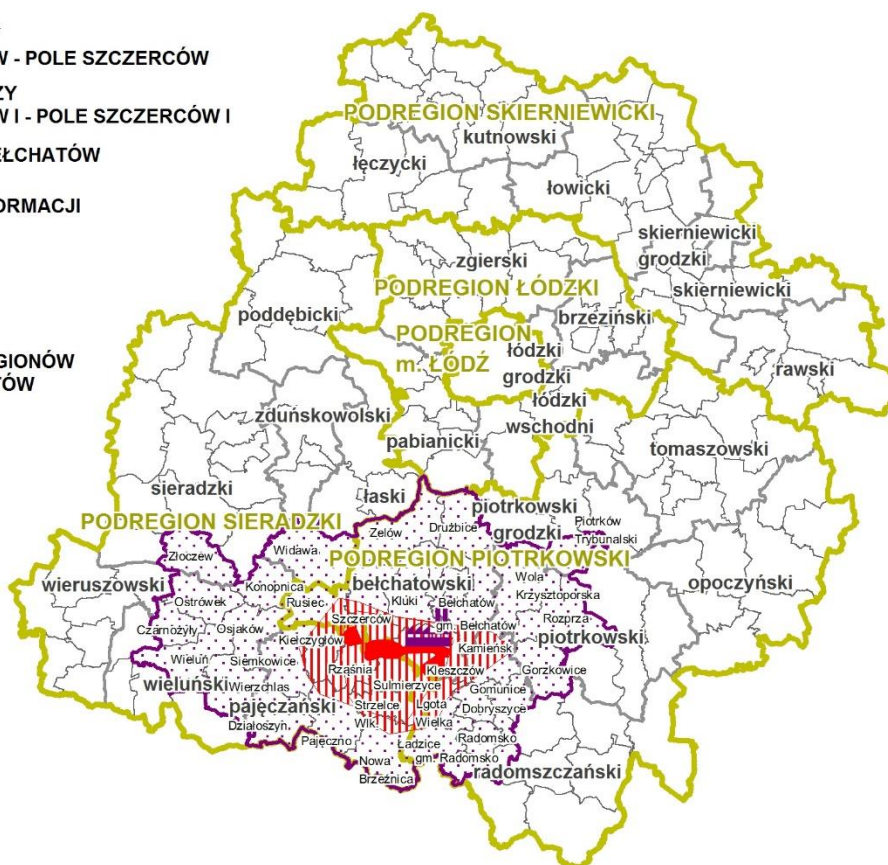 W - POLE SZCZERCÓW
ZY
W I - POLE SZCZERCÓW I
EŁCHATÓW
ORMACJI
GIONÓW
TÓW
PODREGION SKIERNIEWICKI
kutnowski
łęczycki
łowicki
skierniewicki
grodzki
skierniewicki
rawski
zgierski
PODREGION ŁÓDZKI
poddębicki
brzeziński
PODREGION
m. ŁÓDŹ
łódzki
grodzki
łódzki
wschodni
zduńskowolski
pabianicki
tomaszowski
sieradzki
łaski
piotrkowski
grodzki
Piotrków
Trybunalski
PODREGION SIERADZKI
Zelów
Drużbice
Złoczew
Widawa
PODREGION PIOTRKOWSKI
wieruszowski
bełchatowski
opoczyński
Konopnica
Rusiec
Kluki
Bełchatów
Wola
Krzysztoporska
Ostrówek
Szczerców
gm. Bełchatów
Rozprza
Czarnożyły
Osjaków
Kiełczygłów
Kamieńsk
piotrkowski
Wieluń
Siemkowice
Rząśnia
Kleszczów
Gorzkowice
wieluński
Wierzchlas
Sulmierzyce
Gomunice
pajęczański
Strzelce
Wlk.
Lgota
Wielka
Dobryszyce
Działoszyn
Pajęczno
Ładzice
Radomsko
gm. Radomsko
Nowa
Brzeźnica
radomszczański